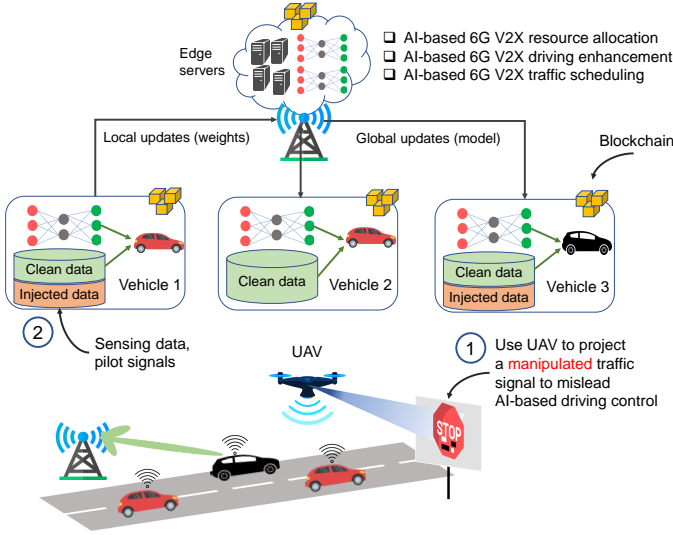 Edge
servers
❑ AI-based 6G V2X resource allocation
❑ AI-based 6G V2X driving enhancement
❑ AI-based 6G V2X traffic scheduling
Local updates (weights)
Global updates (model)
Blockchain
Clean data
Injected data
Vehicle 1
Clean data
Vehicle 2
Clean data
Injected data
Vehicle 3
2
Sensing data,
pilot signals
UAV
1
Use UAV to project
a manipulated traffic
signal to mislead
AI-based driving control
STOP